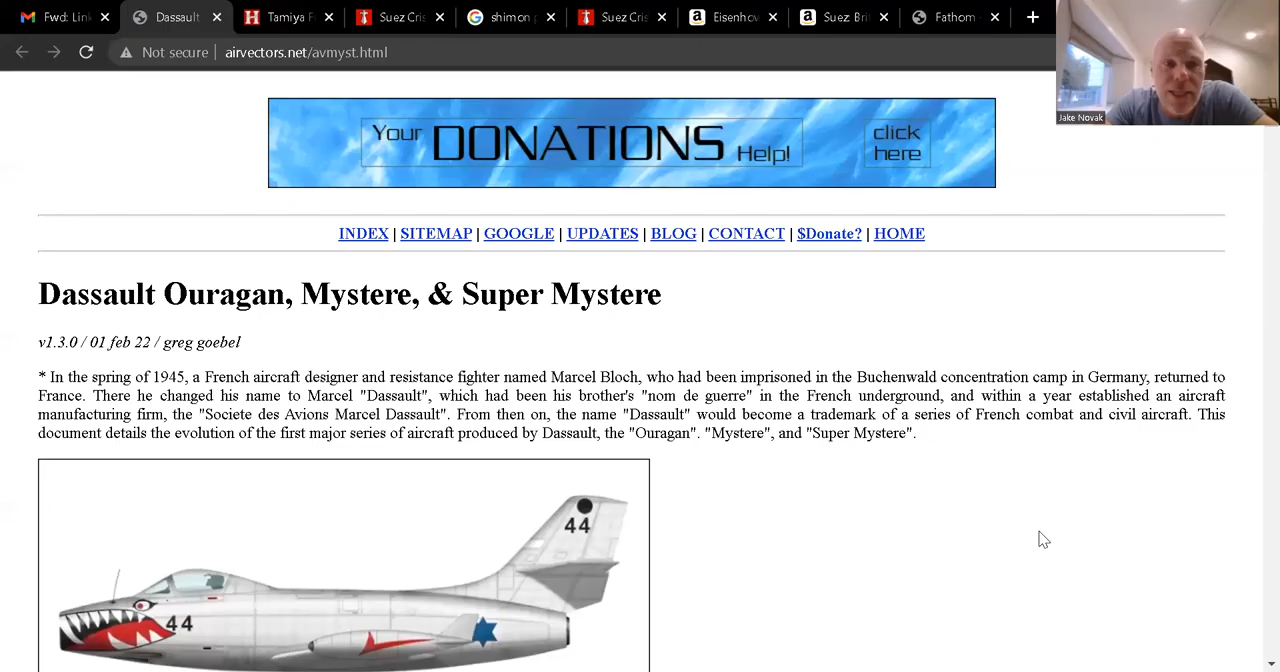 Fwd: Link
Dassault
Tamiya F
Suez Cris
shimon p
Suez Cris
Eisenhow
Suez: Brit
Fathom -
Not secure
airvectors.net/avmyst.html
Jake Novak
Your DONATIONS Help!
click
here
INDEX | SITEMAP | GOOGLE | UPDATES | BLOG | CONTACT | $Donate? | HOME
Dassault Ouragan, Mystere, & Super Mystere
v1.3.0 / 01 feb 22 / greg goebel
* In the spring of 1945, a French aircraft designer and resistance fighter named Marcel Bloch, who had been imprisoned in the Buchenwald concentration camp in Germany, returned to
France. There he changed his name to Marcel "Dassault", which had been his brother's "nom de guerre" in the French underground, and within a year established an aircraft
manufacturing firm, the "Societe des Avions Marcel Dassault". From then on, the name "Dassault" would become a trademark of a series of French combat and civil aircraft. This
document details the evolution of the first major series of aircraft produced by Dassault, the "Ouragan". "Mystere", and "Super Mystere".
44
44